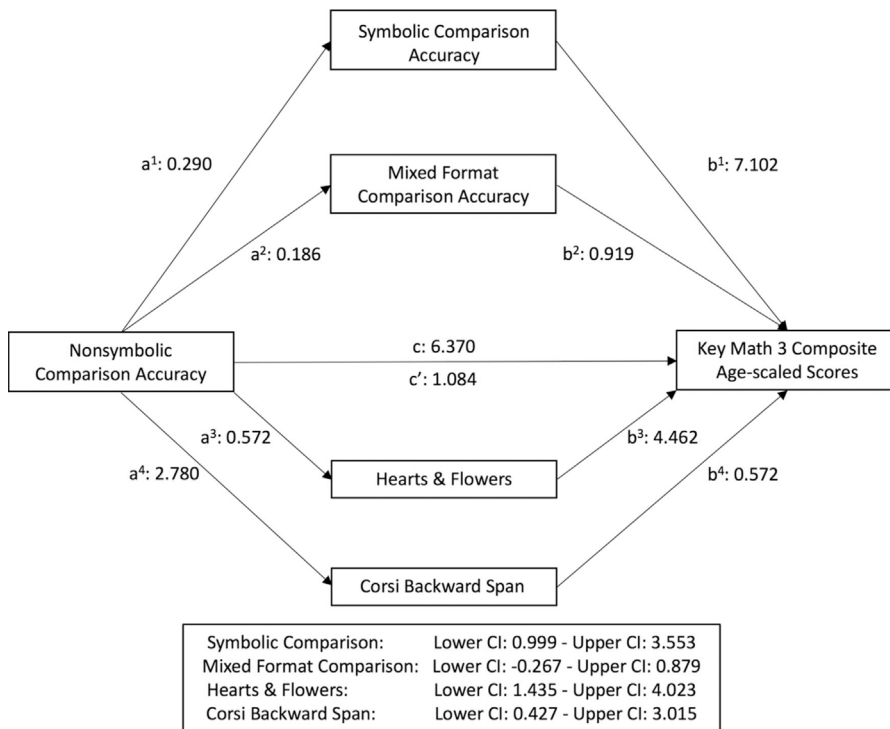 Symbolic Comparison
Accuracy
a¹: 0.290
b¹: 7.102
Mixed Format
Comparison Accuracy
a²: 0.186
b²: 0.919
Nonsymbolic
Comparison Accuracy
c: 6.370
c’: 1.084
Key Math 3 Composite
Age-scaled Scores
a³: 0.572
b³: 4.462
a⁴: 2.780
Hearts & Flowers
b⁴: 0.572
Corsi Backward Span
Symbolic Comparison: Lower CI: 0.999 - Upper CI: 3.553
Mixed Format Comparison: Lower CI: -0.267 - Upper CI: 0.879
Hearts & Flowers: Lower CI: 1.435 - Upper CI: 4.023
Corsi Backward Span: Lower CI: 0.427 - Upper CI: 3.015